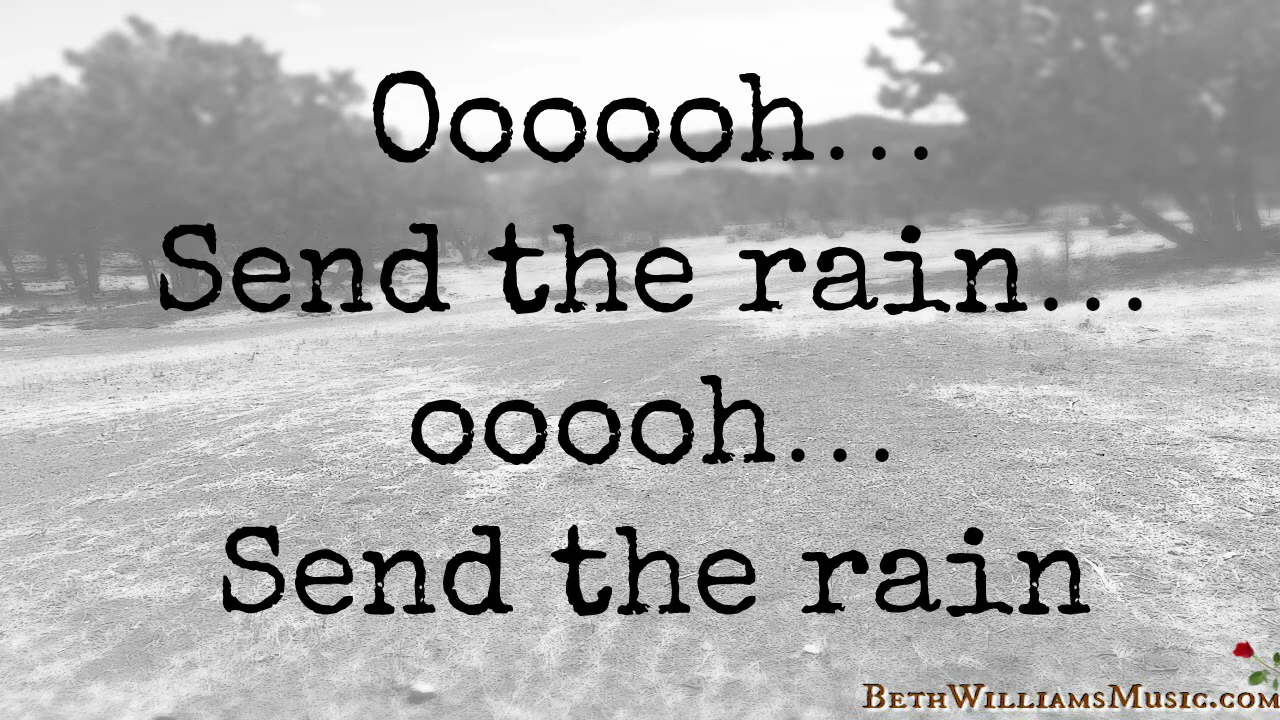 Oooooh...
Send the rain...
ooooh...
Send the rain
BethWilliamsMusic.com